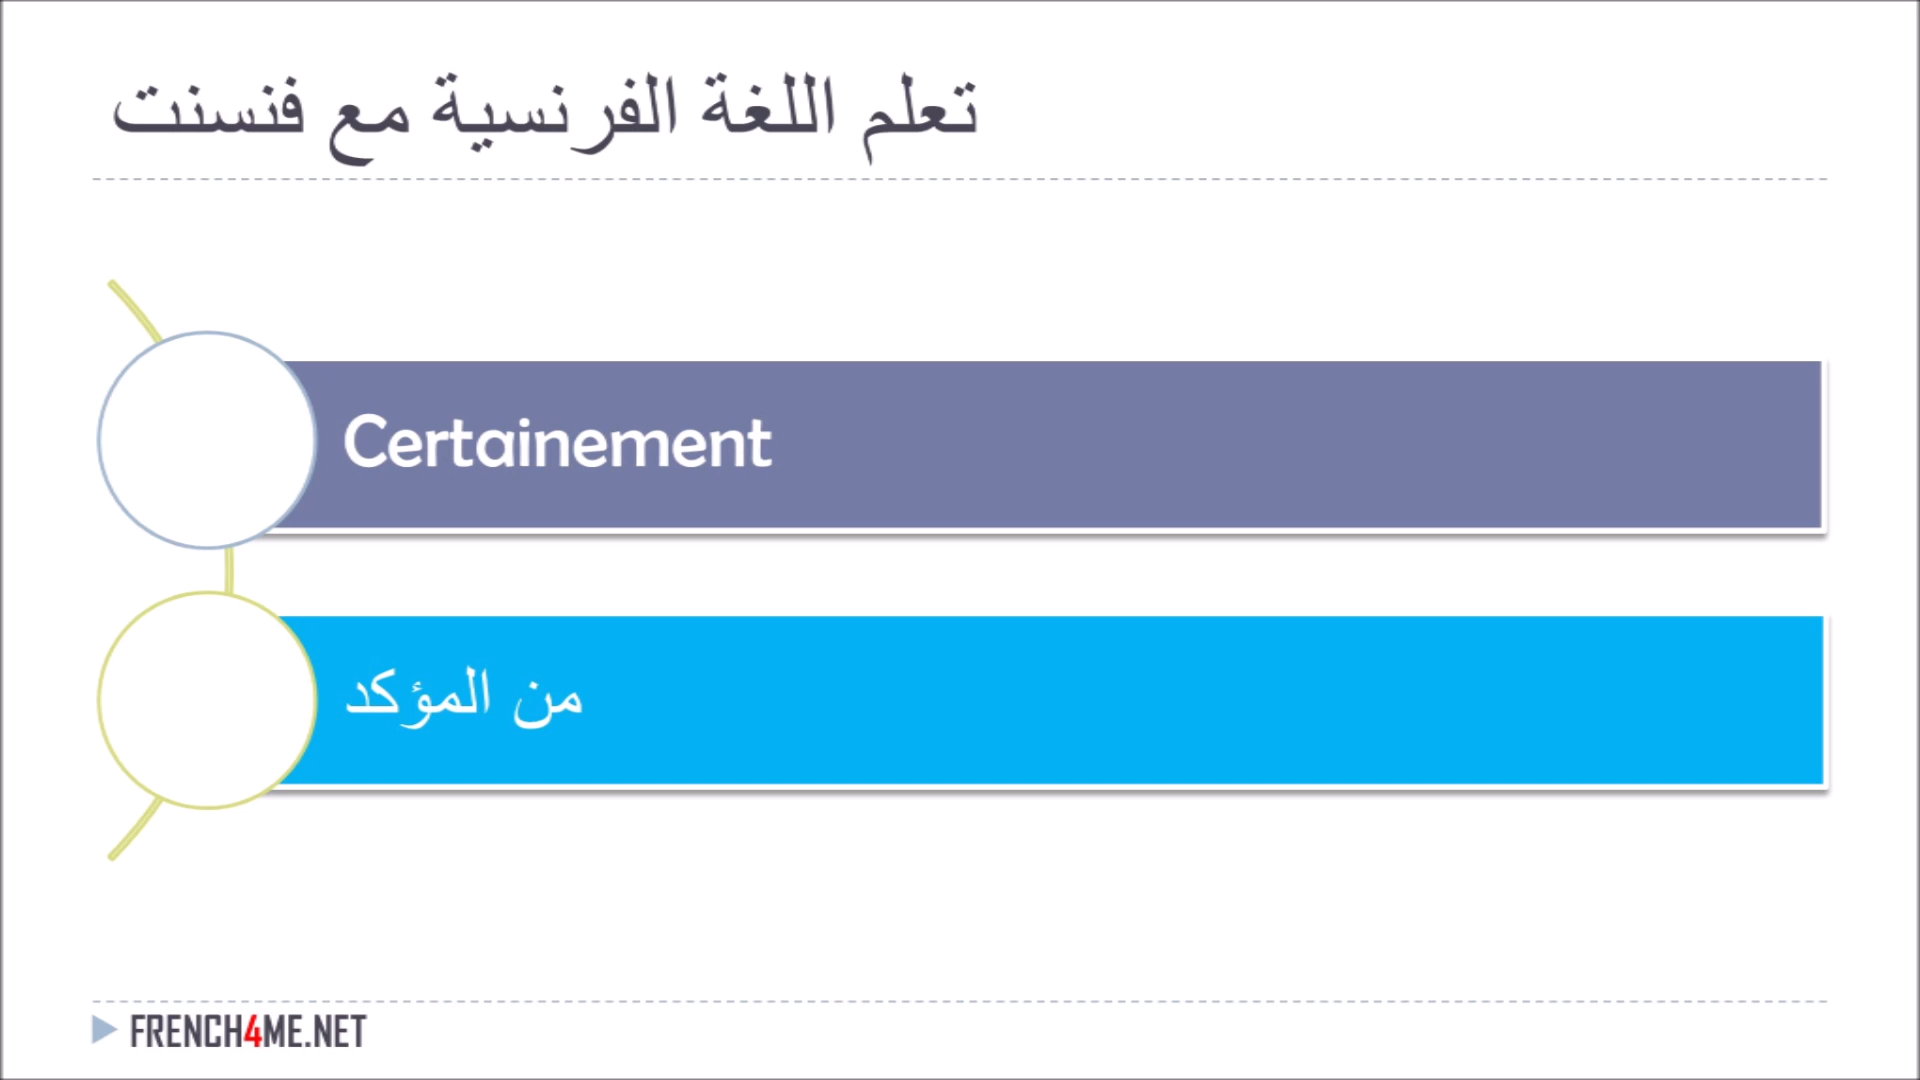 تعلم اللغة الفرنسية مع فنسنت
Certainement
من المؤكد
FRENCH4ME.NET